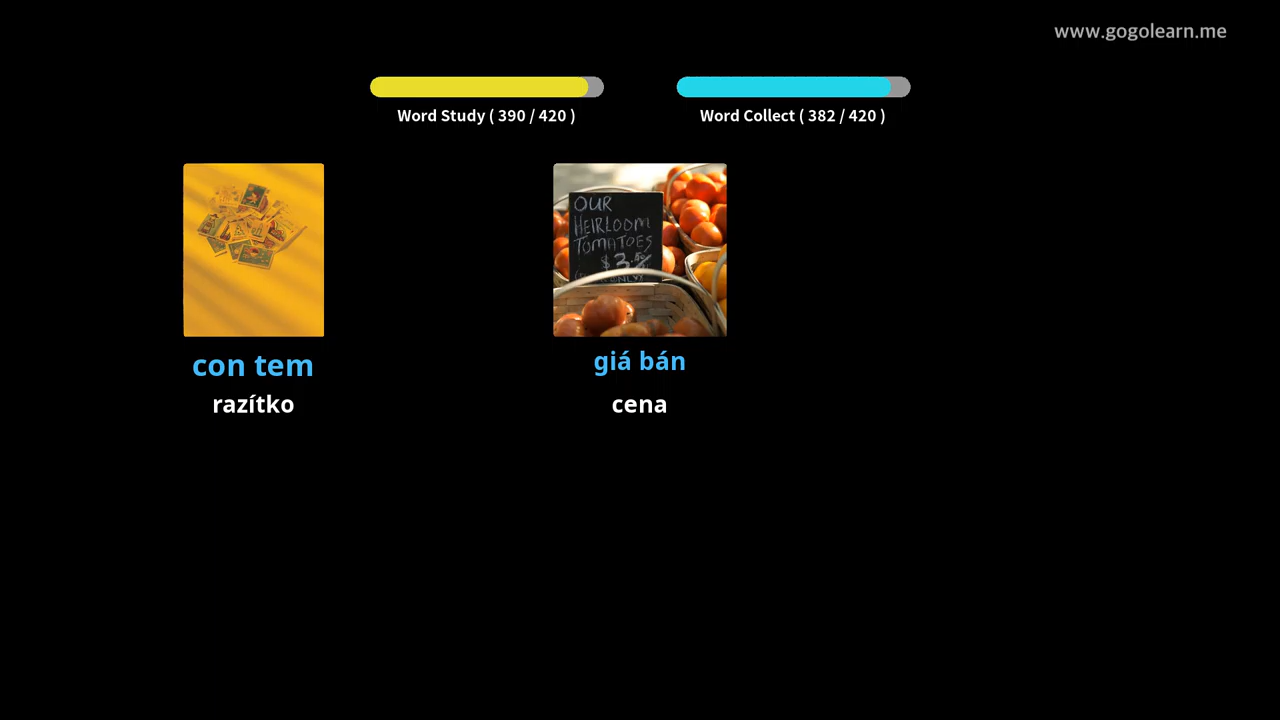 www.gogolearn.me
Word Study ( 390 / 420 )
Word Collect ( 382 / 420 )
OUR
HEIRLOOM
TOMATOES
con tem
giá bán
razítko
cena